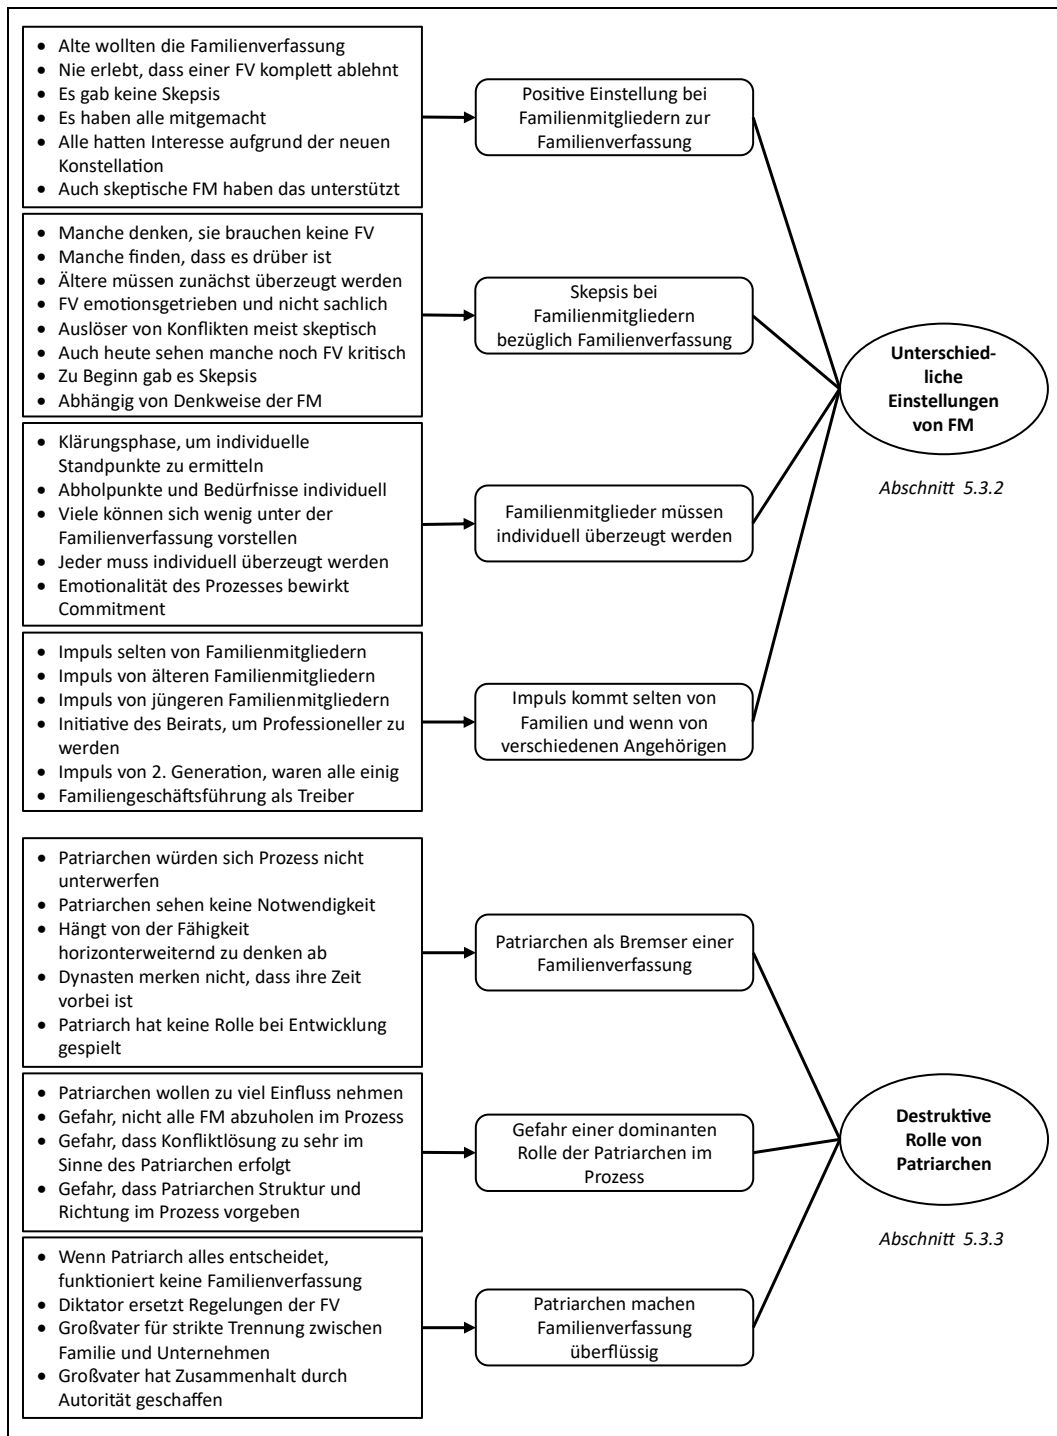 • Alte wollten die Familienverfassung
• Nie erlebt, dass einer FV komplett ablehnt
• Es gab keine Skepsis
• Es haben alle mitgemacht
• Alle hatten Interesse aufgrund der neuen
Konstellation
• Auch skeptische FM haben das unterstützt
Positive Einstellung bei
Familienmitgliedern zur
Familienverfassung
• Manche denken, sie brauchen keine FV
• Manche finden, dass es drüber ist
• Ältere müssen zunächst überzeugt werden
• FV emotionsgetrieben und nicht sachlich
• Auslöser von Konflikten meist skeptisch
• Auch heute sehen manche noch FV kritisch
• Zu Beginn gab es Skepsis
• Abhängig von Denkweise der FM
Skepsis bei
Familienmitgliedern
bezüglich Familienverfassung
• Klärungsphase, um individuelle
Standpunkte zu ermitteln
• Abholpunkte und Bedürfnisse individuell
• Viele können sich wenig unter der
Familienverfassung vorstellen
• Jeder muss individuell überzeugt werden
• Emotionalität des Prozesses bewirkt
Commitment
Familienmitglieder müssen
individuell überzeugt werden
• Impuls selten von Familienmitgliedern
• Impuls von älteren Familienmitgliedern
• Impuls von jüngeren Familienmitgliedern
• Initiative des Beirats, um Professioneller zu
werden
• Impuls von 2. Generation, waren alle einig
• Familiengeschäftsführung als Treiber
Impuls kommt selten von
Familien und wenn von
verschiedenen Angehörigen
Unterschied-
liche
Einstellungen
von FM
Abschnitt 5.3.2
• Patriarchen würden sich Prozess nicht
unterwerfen
• Patriarchen sehen keine Notwendigkeit
• Hängt von der Fähigkeit
horizonterweiternd zu denken ab
• Dynasten merken nicht, dass ihre Zeit
vorbei ist
• Patriarch hat keine Rolle bei Entwicklung
gespielt
Patriarchen als Bremser einer
Familienverfassung
• Patriarchen wollen zu viel Einfluss nehmen
• Gefahr, nicht alle FM abzuholen im Prozess
• Gefahr, dass Konfliktlösung zu sehr im
Sinne des Patriarchen erfolgt
• Gefahr, dass Patriarchen Struktur und
Richtung im Prozess vorgeben
Gefahr einer dominanten
Rolle der Patriarchen im
Prozess
• Wenn Patriarch alles entscheidet,
funktioniert keine Familienverfassung
• Diktator ersetzt Regelungen der FV
• Großvater für strikte Trennung zwischen
Familie und Unternehmen
• Großvater hat Zusammenhalt durch
Autorität geschaffen
Patriarchen machen
Familienverfassung
überflüssig
Destruktive
Rolle von
Patriarchen
Abschnitt 5.3.3